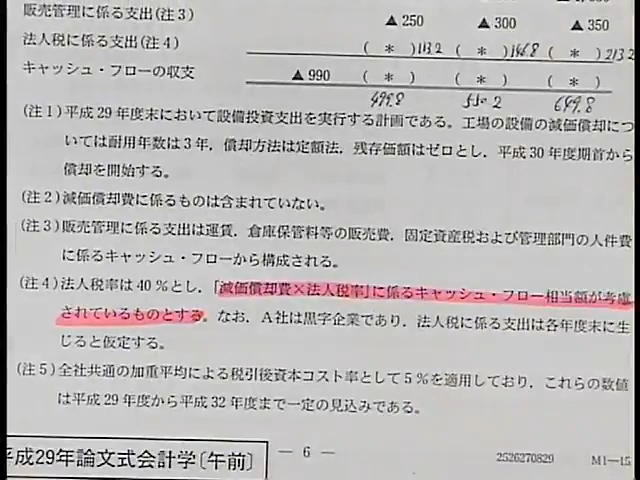 販売管理に係る支出(注3) ▲250 ▲300 ▲350
法人税に係る支出(注4) ( * )113.2 ( * )146.8 ( * )213.2
キャッシュ・フローの収支 ▲990 ( * ) ( * ) ( * )
499.8 550.2 649.8
(注1)平成29年度末において設備投資支出を実行する計画である。工場の設備の減価償却につ
いては耐用年数は3年，償却方法は定額法，残存価額はゼロとし，平成30年度期首から
償却を開始する。
(注2)減価償却費に係るものは含まれていない。
(注3)販売管理に係る支出は運賃，倉庫保管料等の販売費，固定資産税および管理部門の人件費
に係るキャッシュ・フローから構成される。
(注4)法人税率は40％とし，「減価償却費×法人税率」に係るキャッシュ・フロー相当額が考慮
されているものとする。なお，A社は黒字企業であり，法人税に係る支出は各年度末に生
じると仮定する。
(注5)全社共通の加重平均による税引後資本コスト率として5％を適用しており，これらの数値
は平成29年度から平成32年度まで一定の見込みである。
平成29年論文式会計学〔午前〕 — 6 — 2526270829 M1—15